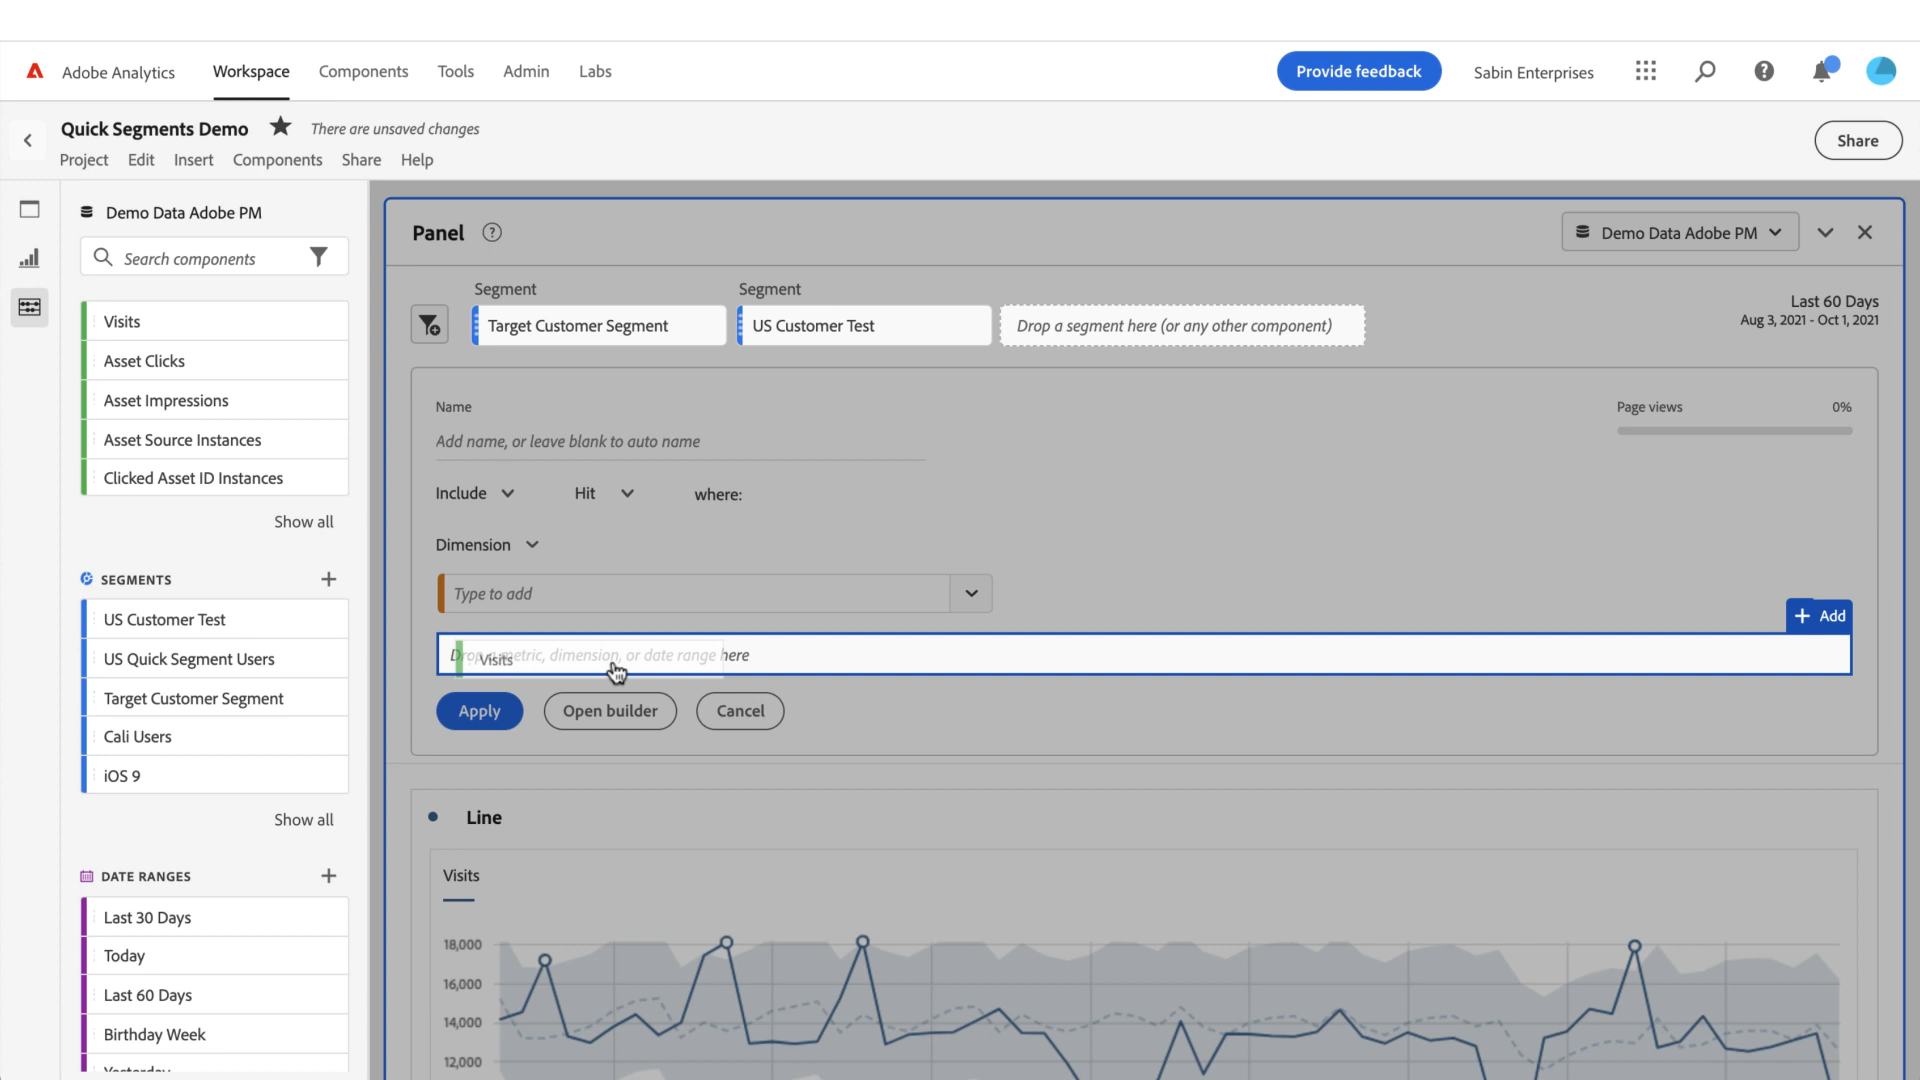 Adobe Analytics
Workspace
Components
Tools
Admin
Labs
Provide feedback
Sabin Enterprises
Quick Segments Demo
There are unsaved changes
Project
Edit
Insert
Components
Share
Help
Share
Demo Data Adobe PM
Search components
Visits
Asset Clicks
Asset Impressions
Asset Source Instances
Clicked Asset ID Instances
Show all
SEGMENTS
US Customer Test
US Quick Segment Users
Target Customer Segment
Cali Users
iOS 9
Show all
DATE RANGES
Last 30 Days
Today
Last 60 Days
Birthday Week
Yesterday
Panel
Demo Data Adobe PM
Segment
Target Customer Segment
Segment
US Customer Test
Drop a segment here (or any other component)
Last 60 Days
Aug 3, 2021 - Oct 1, 2021
Name
Add name, or leave blank to auto name
Page views 0%
Include
Hit
where:
Dimension
Type to add
+ Add
Drop a metric, dimension, or date range here
Visits
Apply
Open builder
Cancel
Line
Visits
18,000
16,000
14,000
12,000